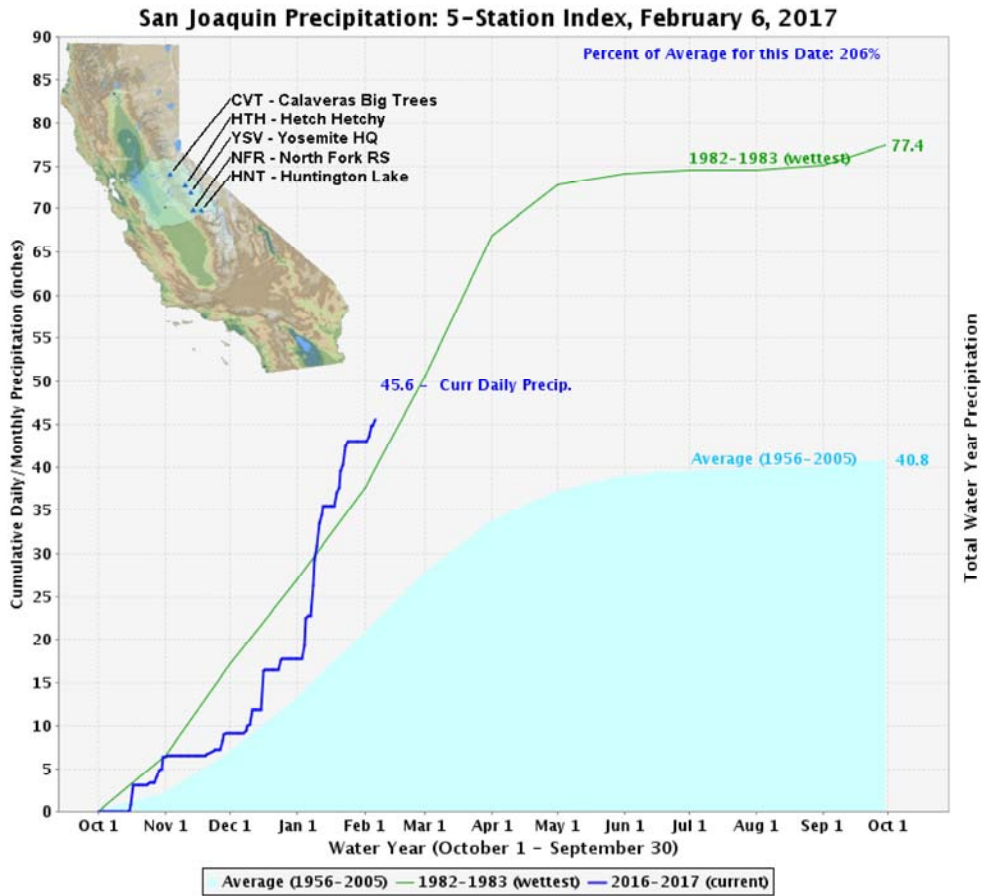 San Joaquin Precipitation: 5-Station Index, February 6, 2017
Percent of Average for this Date: 206%
CVT - Calaveras Big Trees
HTH - Hetch Hetchy
YSV - Yosemite HQ
NFR - North Fork RS
HNT - Huntington Lake
1982-1983 (wettest)
77.4
45.6 - Curr Daily Precip.
Average (1956-2005)
40.8
Cumulative Daily/Monthly Precipitation (inches)
90
85
80
75
70
65
60
55
50
45
40
35
30
25
20
15
10
5
0
Total Water Year Precipitation
Oct 1 Nov 1 Dec 1 Jan 1 Feb 1 Mar 1 Apr 1 May 1 Jun 1 Jul 1 Aug 1 Sep 1 Oct 1
Water Year (October 1 - September 30)
Average (1956-2005) 1982-1983 (wettest) 2016-2017 (current)